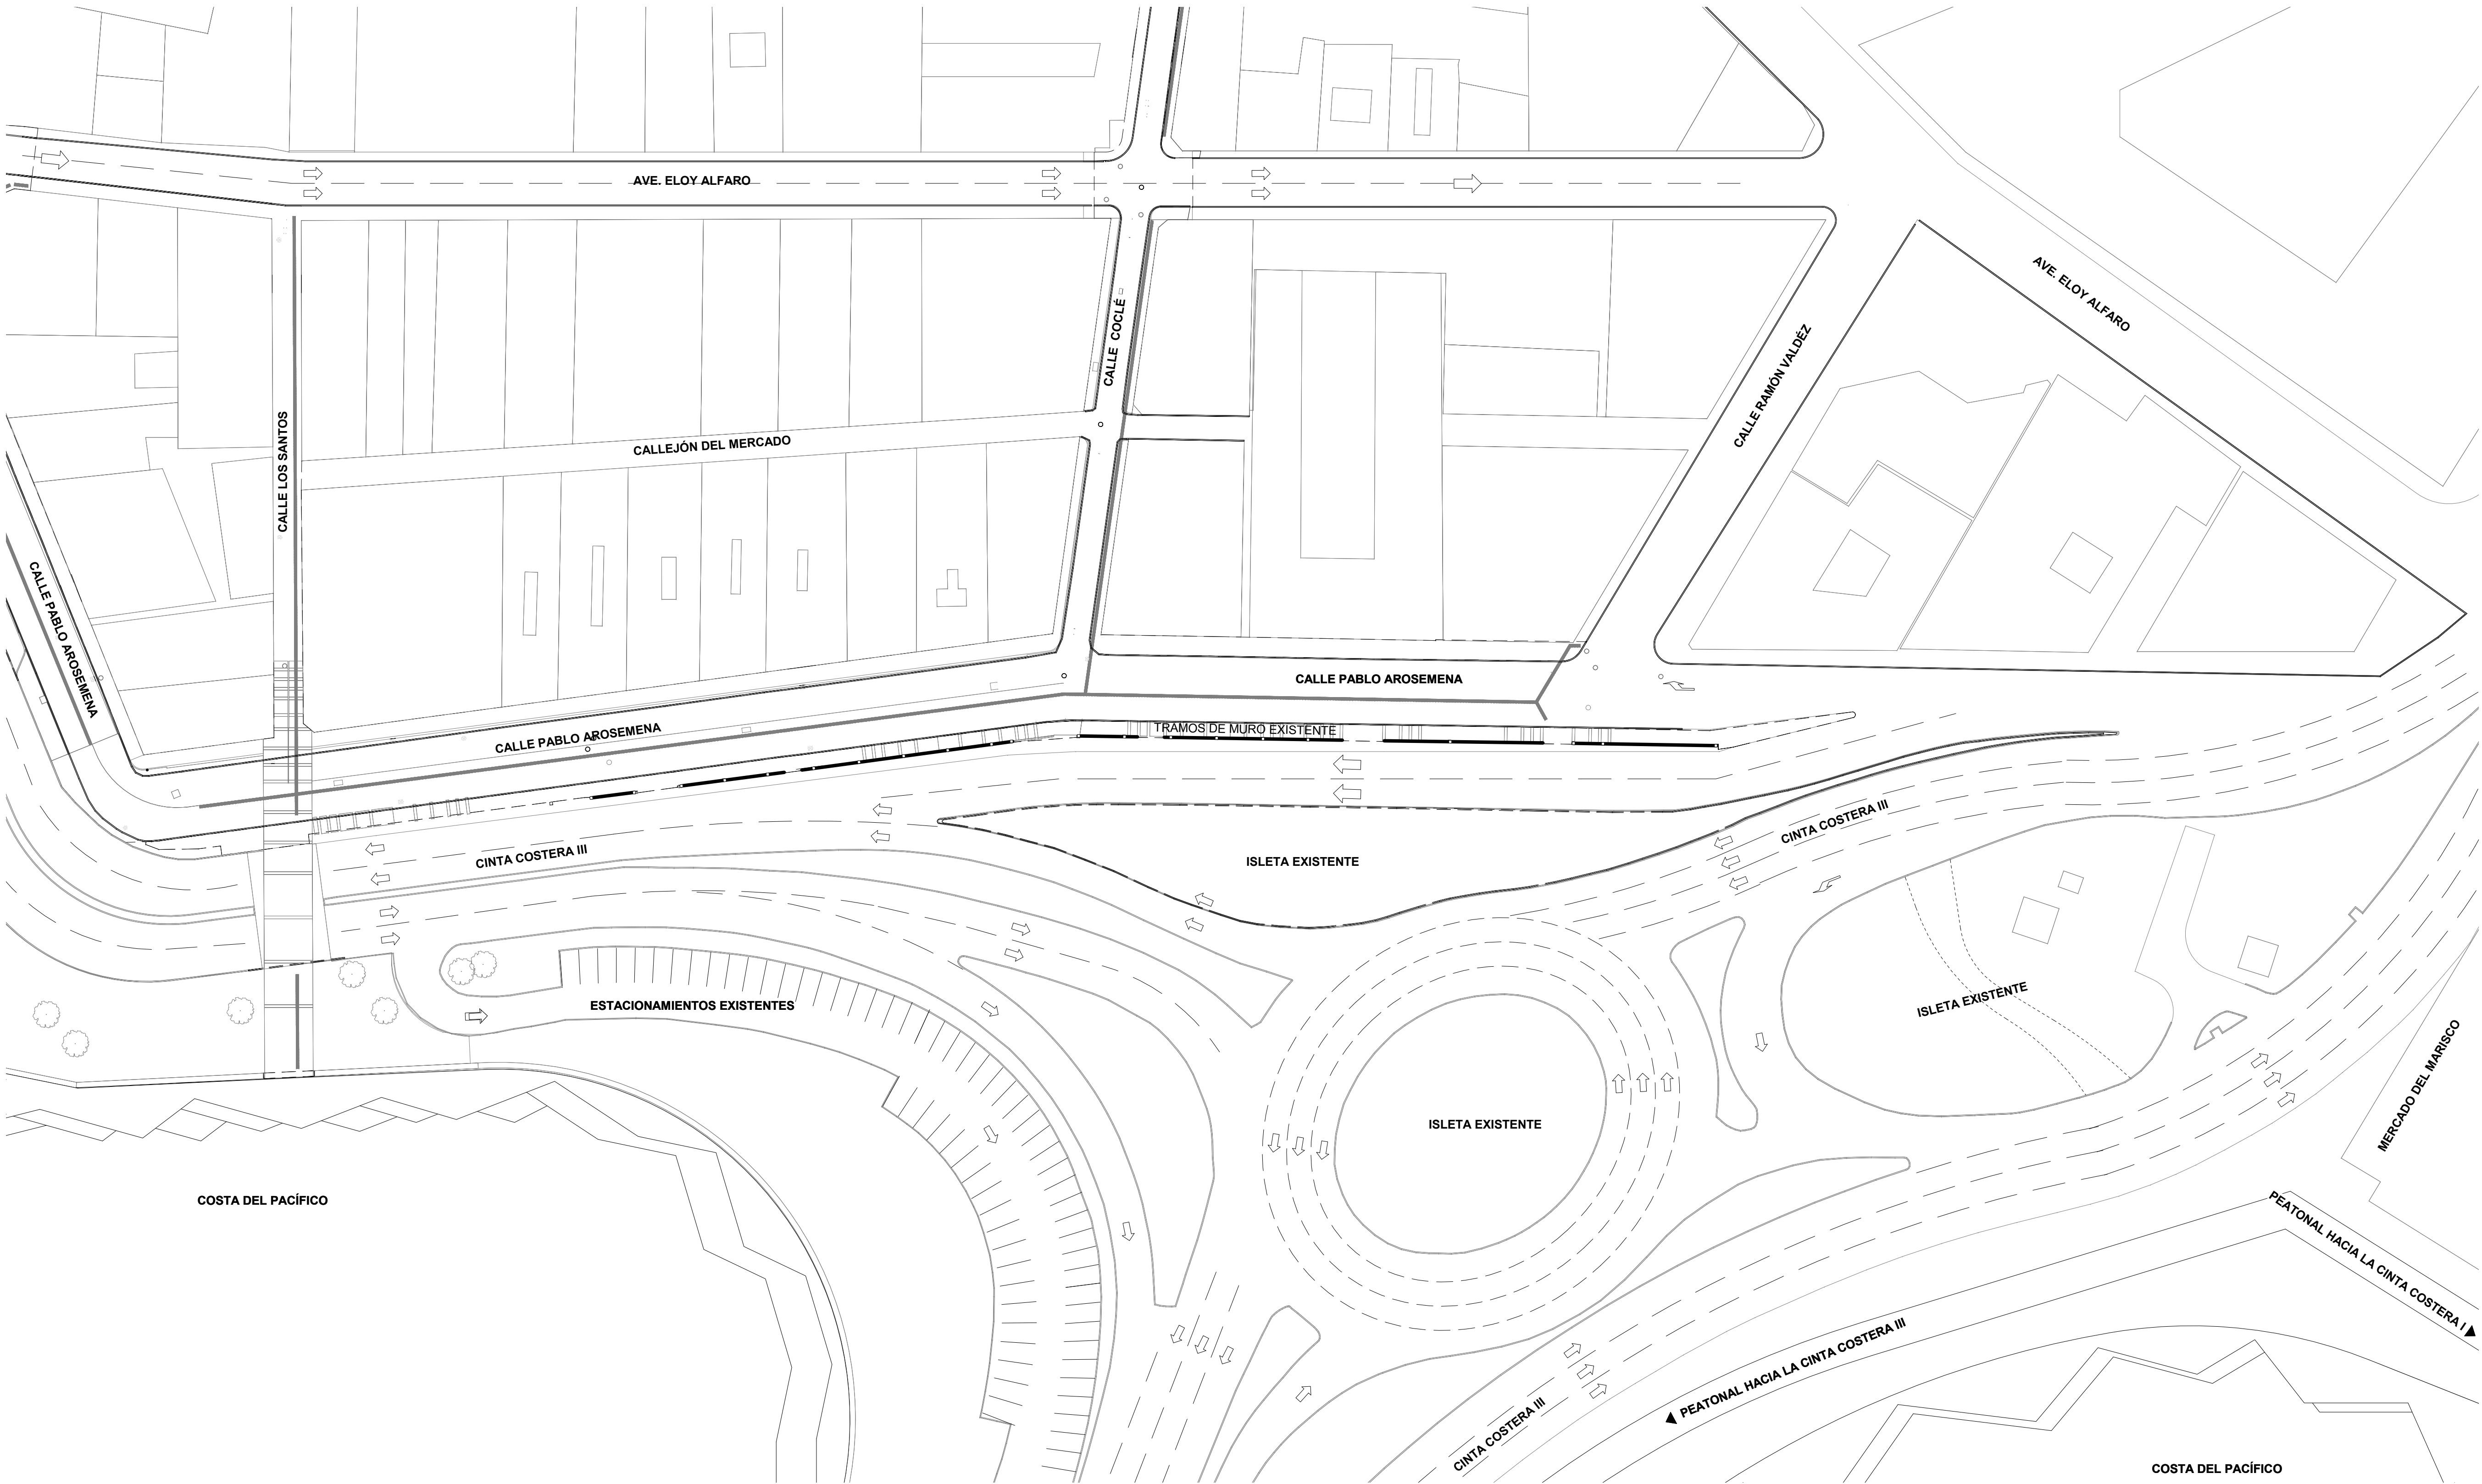 AVE. ELOY ALFARO
AVE. ELOY ALFARO
CALLE COCLÉ
CALLE RAMÓN VALDÉZ
CALLE LOS SANTOS
CALLEJÓN DEL MERCADO
CALLE PABLO AROSEMENA
CALLE PABLO AROSEMENA
CALLE PABLO AROSEMENA
TRAMOS DE MURO EXISTENTE
CINTA COSTERA III
CINTA COSTERA III
ISLETA EXISTENTE
ESTACIONAMIENTOS EXISTENTES
ISLETA EXISTENTE
ISLETA EXISTENTE
MERCADO DEL MARISCO
COSTA DEL PACÍFICO
PEATONAL HACIA LA CINTA COSTERA I
PEATONAL HACIA LA CINTA COSTERA III
CINTA COSTERA III
COSTA DEL PACÍFICO